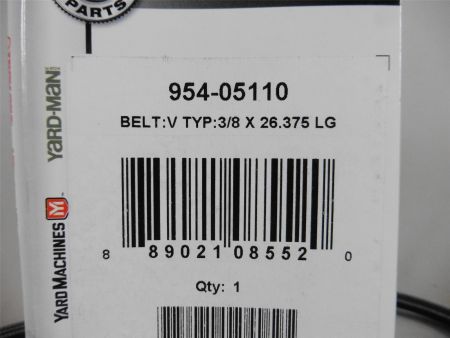 PARTS
954-05110
BELT:V TYP:3/8 X 26.375 LG
8 89021 08552 0
Qty: 1
YARD-MAN
YARD MACHINES M